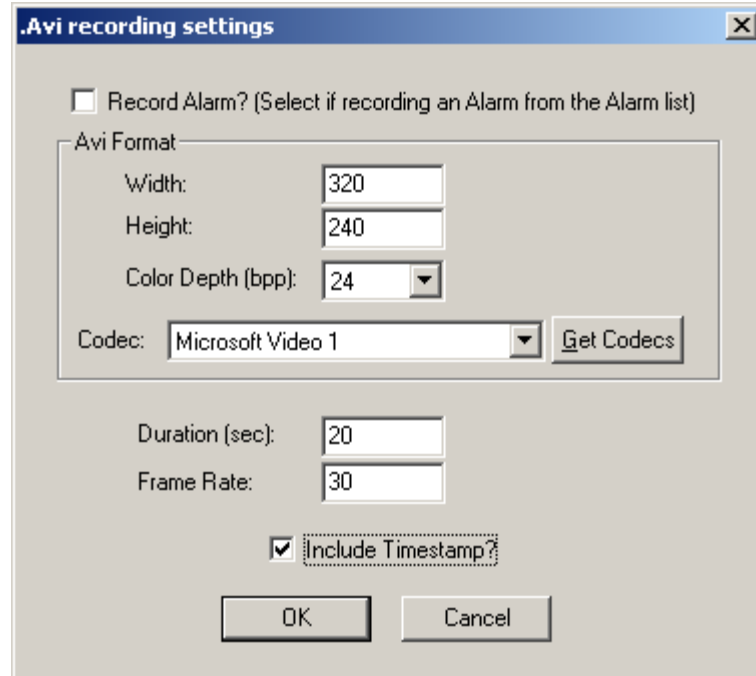 .Avi recording settings
Record Alarm? (Select if recording an Alarm from the Alarm list)
Avi Format
Width: 320
Height: 240
Color Depth (bpp): 24
Codec: Microsoft Video 1 Get Codecs
Duration (sec): 20
Frame Rate: 30
Include Timestamp?
OK Cancel